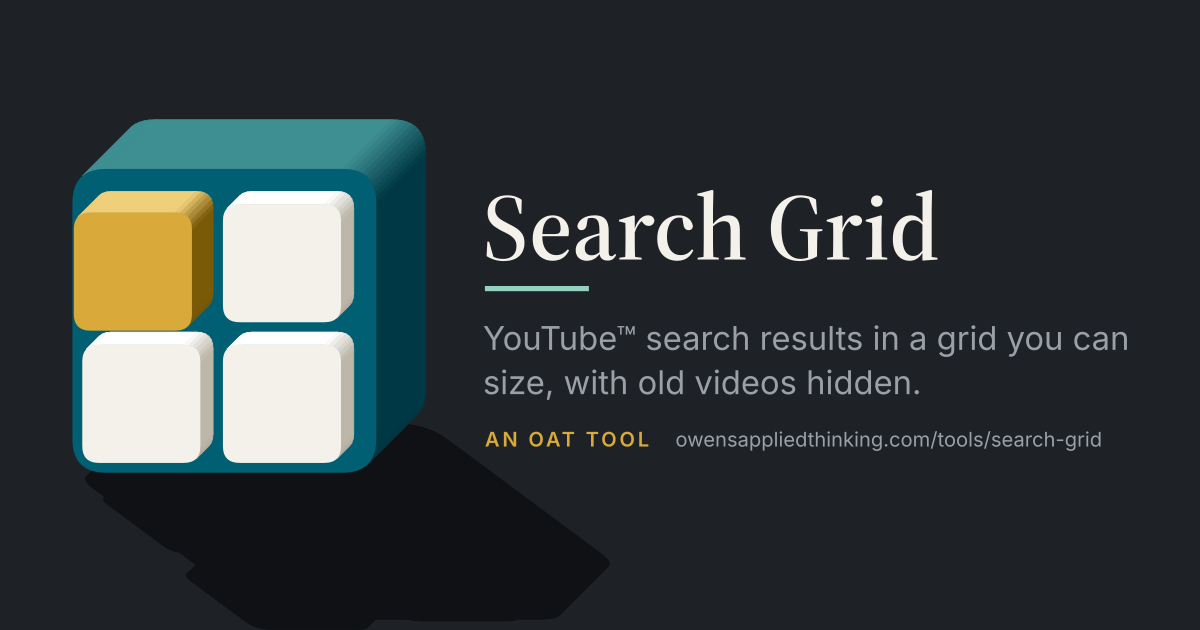 Search Grid
YouTube™ search results in a grid you can
size, with old videos hidden.
AN OAT TOOL owensappliedthinking.com/tools/search-grid